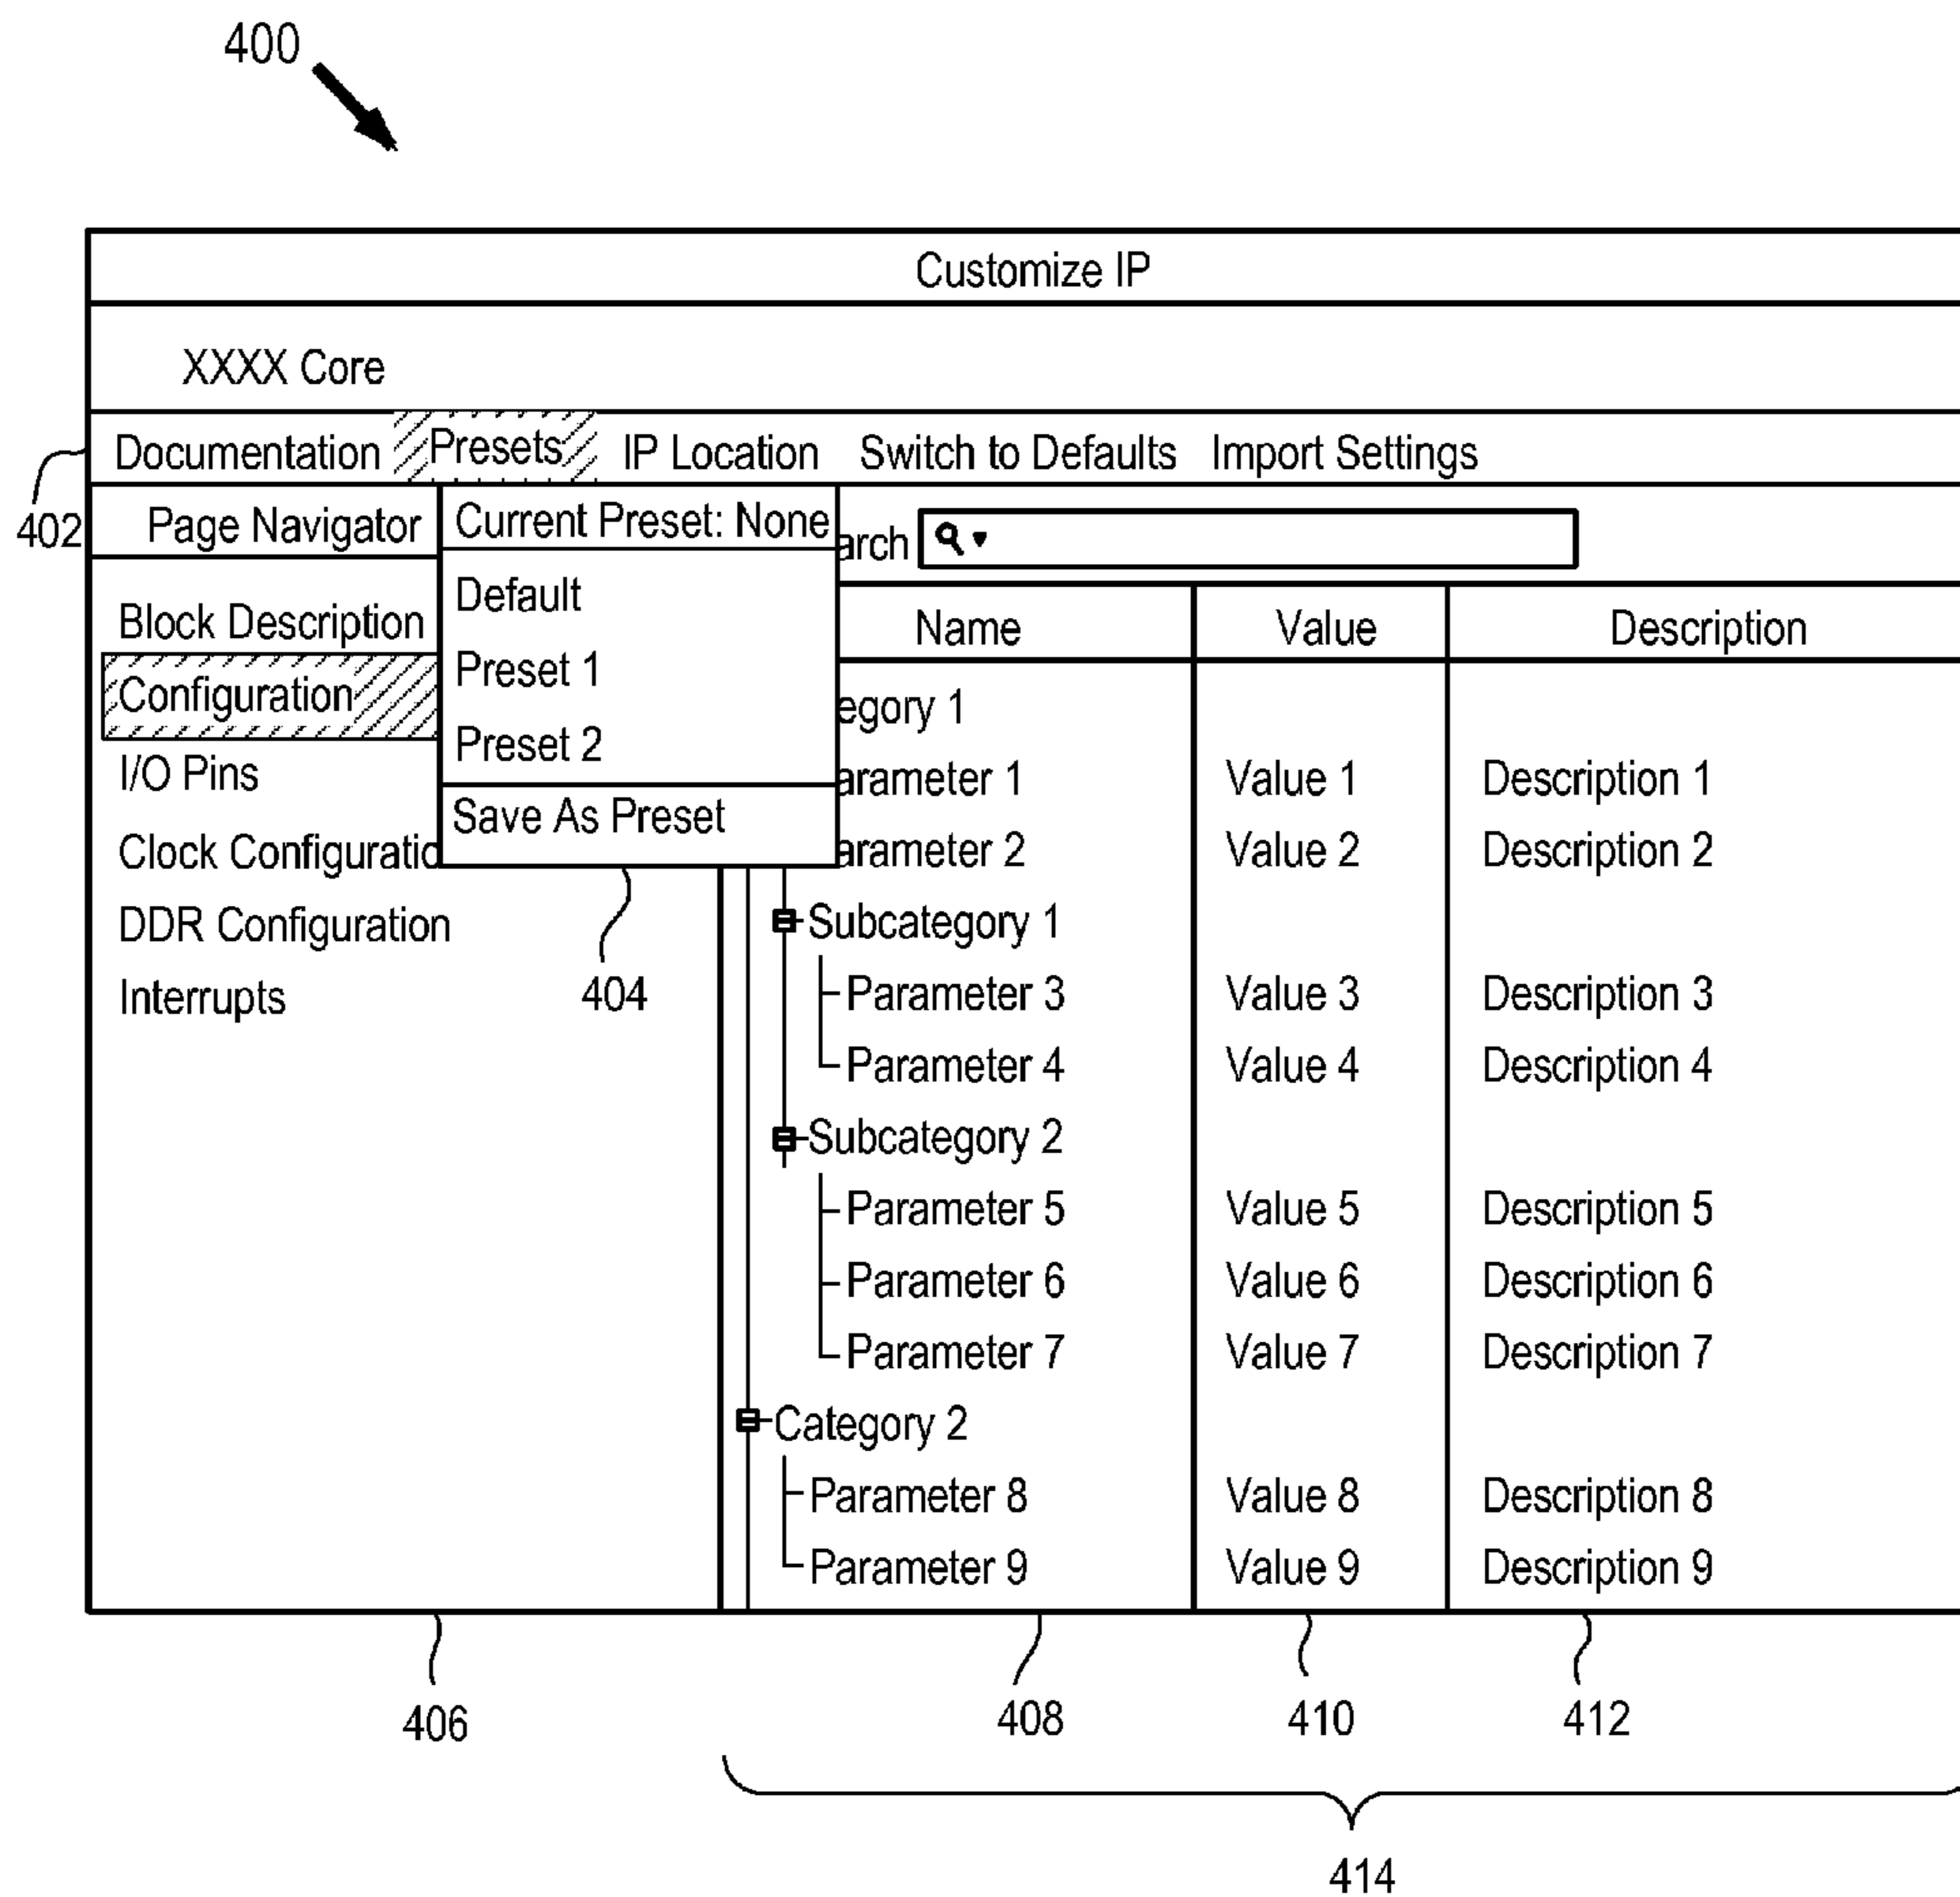 400
Customize IP
XXXX Core
Documentation Presets IP Location Switch to Defaults Import Settings
402
Page Navigator
Current Preset: None
arch
Block Description
Default
Name Value Description
Configuration
Preset 1
egory 1
I/O Pins
Preset 2
arameter 1 Value 1 Description 1
Clock Configuratio
Save As Preset
arameter 2 Value 2 Description 2
DDR Configuration
Subcategory 1
Interrupts
404
Parameter 3 Value 3 Description 3
Parameter 4 Value 4 Description 4
Subcategory 2
Parameter 5 Value 5 Description 5
Parameter 6 Value 6 Description 6
Parameter 7 Value 7 Description 7
Category 2
Parameter 8 Value 8 Description 8
Parameter 9 Value 9 Description 9
406 408 410 412
414